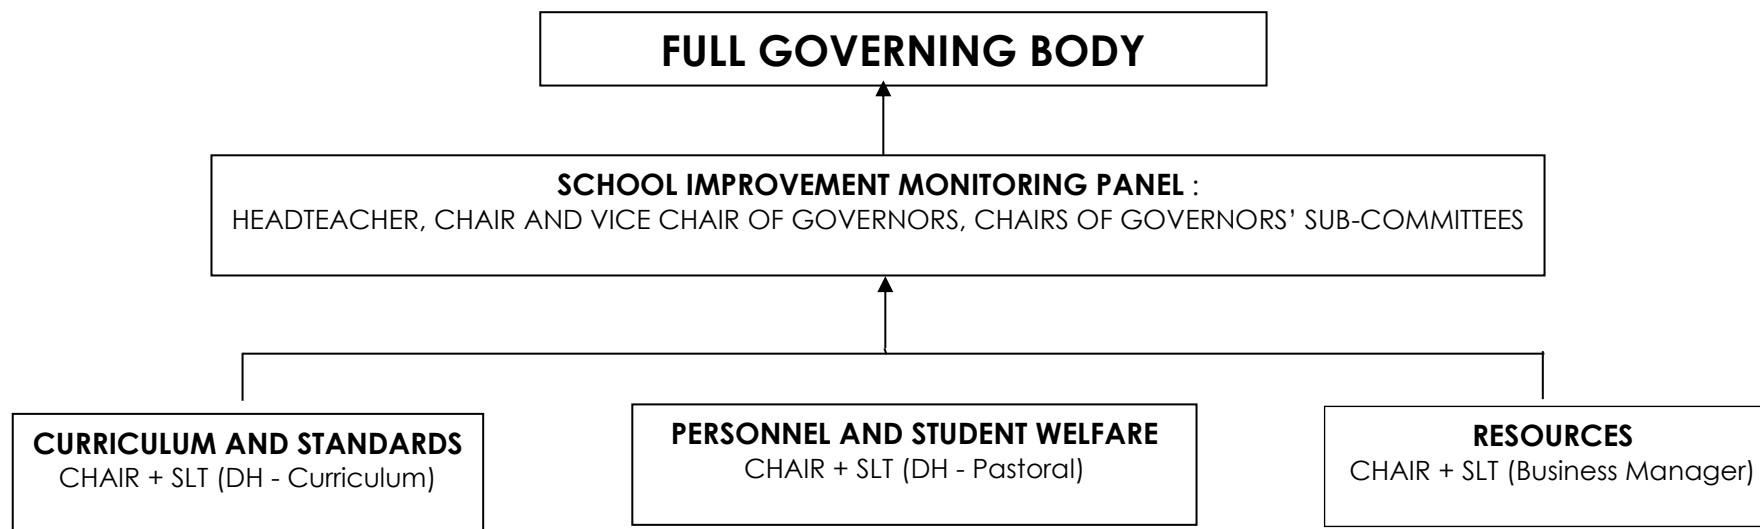 FULL GOVERNING BODY
SCHOOL IMPROVEMENT MONITORING PANEL :
HEADTEACHER, CHAIR AND VICE CHAIR OF GOVERNORS, CHAIRS OF GOVERNORS’ SUB-COMMITTEES
CURRICULUM AND STANDARDS
CHAIR + SLT (DH - Curriculum)
PERSONNEL AND STUDENT WELFARE
CHAIR + SLT (DH - Pastoral)
RESOURCES
CHAIR + SLT (Business Manager)